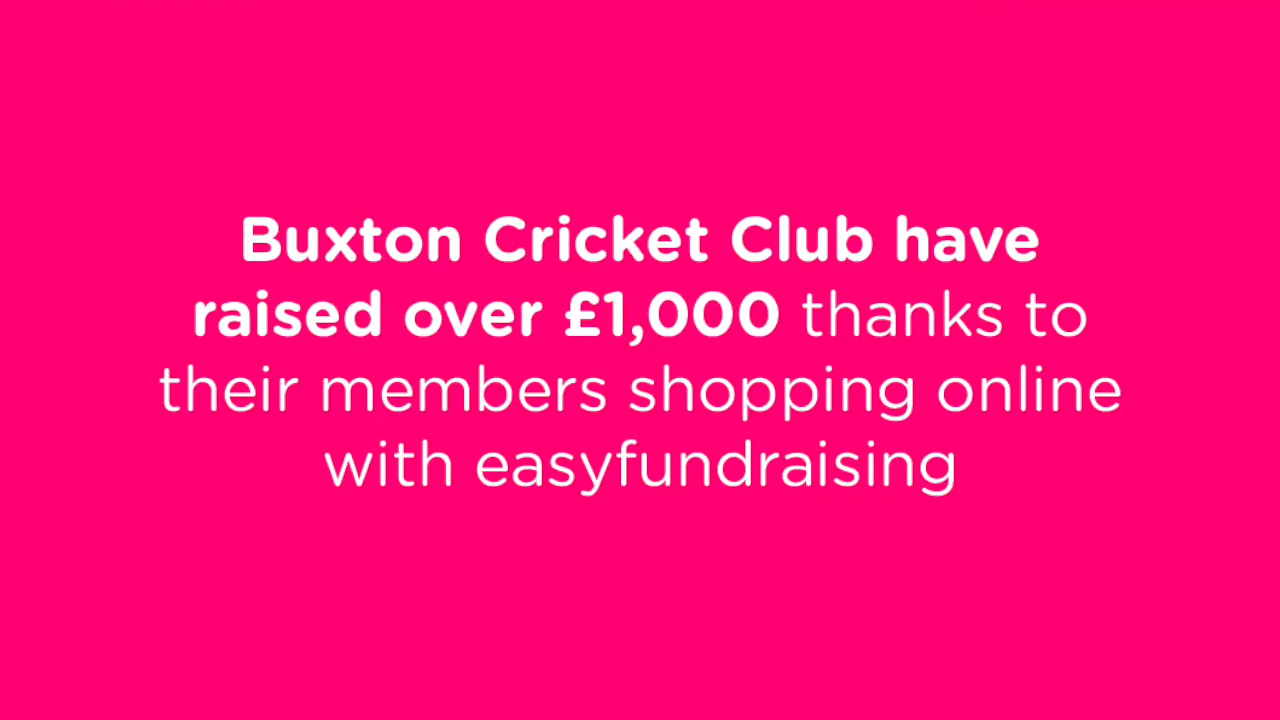 Buxton Cricket Club have
raised over £1,000 thanks to
their members shopping online
with easyfundraising